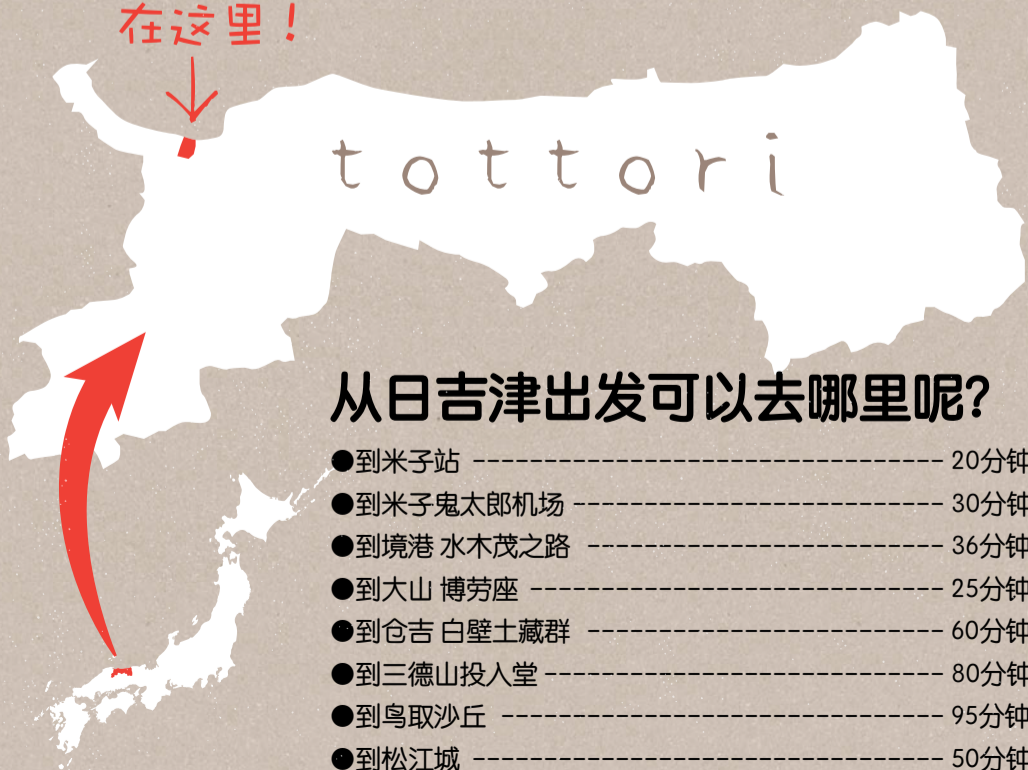 在这里！
tottori
从日吉津出发可以去哪里呢？
●到米子站 --------------------------------- 20分钟
●到米子鬼太郎机场 -------------------------- 30分钟
●到境港 水木茂之路 ------------------------- 36分钟
●到大山 博劳座 ----------------------------- 25分钟
●到仓吉 白壁土藏群 ------------------------- 60分钟
●到三德山投入堂 ---------------------------- 80分钟
●到鸟取沙丘 ------------------------------- 95分钟
●到松江城 --------------------------------- 50分钟